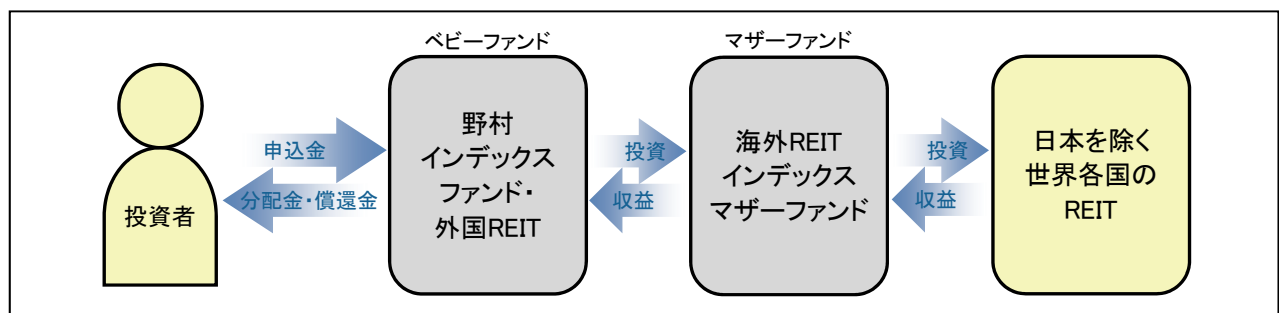 ベビーファンド
マザーファンド
投資者
申込金
分配金・償還金
野村
インデックス
ファンド・
外国REIT
投資
収益
海外REIT
インデックス
マザーファンド
投資
収益
日本を除く
世界各国の
REIT